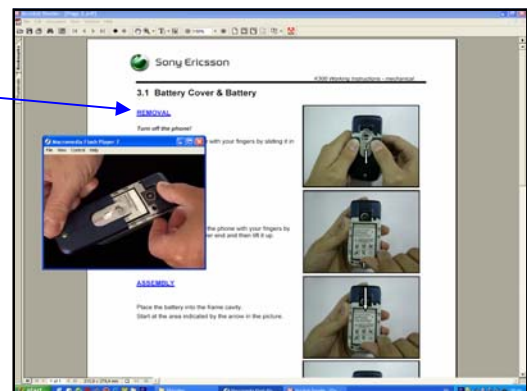 Sony Ericsson
K300 Working Instructions - mechanical
3.1 Battery Cover & Battery
REMOVAL
Turn off the phone!
with your fingers by sliding it in
Macromedia Flash Player 7
File View Control Help
the phone with your fingers by
er end and then lift it up.
ASSEMBLY
Place the battery into the frame cavity.
Start at the area indicated by the arrow in the picture.
start